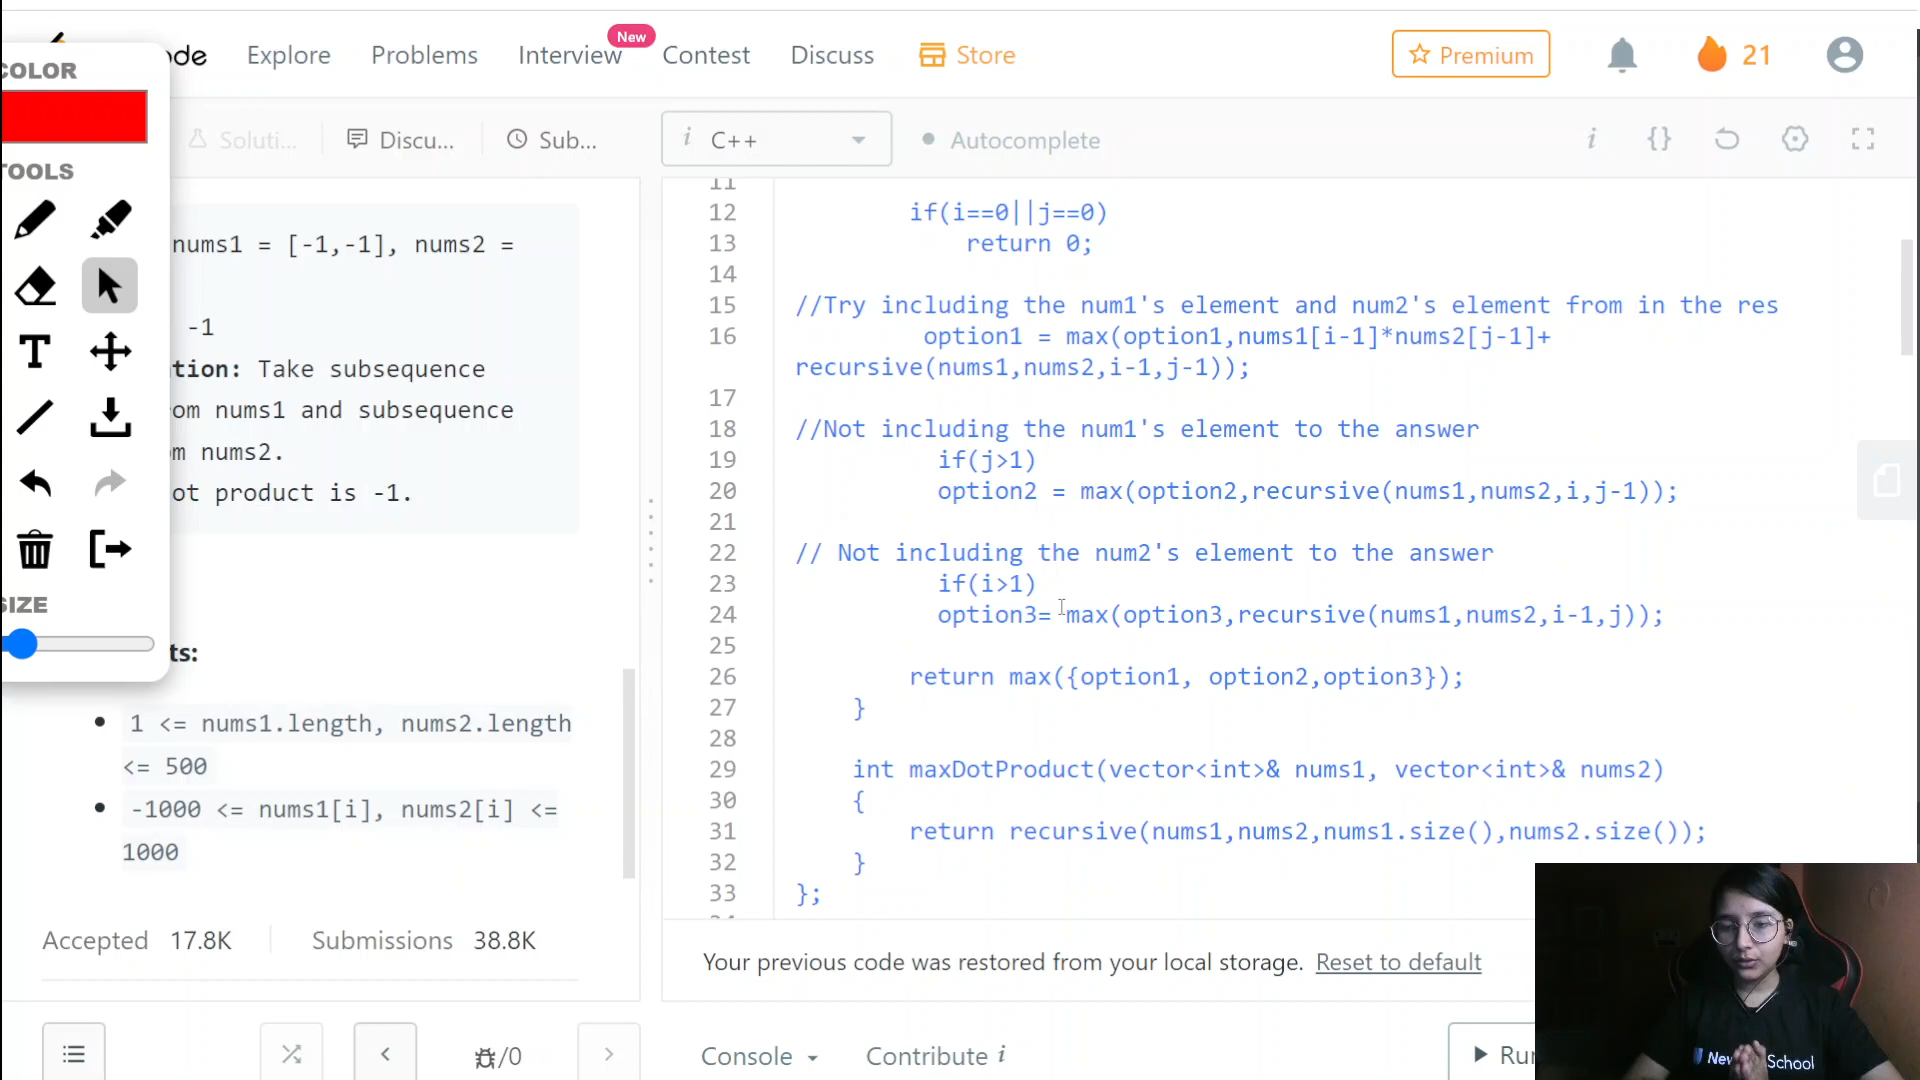 ode Explore Problems Interview New Contest Discuss Store Premium 21
COLOR
TOOLS
SIZE
Soluti... Discu... Sub...
i C++ Autocomplete i {}
nums1 = [-1,-1], nums2 =
-1
tion: Take subsequence
om nums1 and subsequence
m nums2.
ot product is -1.
ts:
1 <= nums1.length, nums2.length
<= 500
-1000 <= nums1[i], nums2[i] <=
1000
Accepted 17.8K Submissions 38.8K
11
12 if(i==0||j==0)
13 return 0;
14
15 //Try including the num1's element and num2's element from in the res
16 option1 = max(option1,nums1[i-1]*nums2[j-1]+
recursive(nums1,nums2,i-1,j-1));
17
18 //Not including the num1's element to the answer
19 if(j>1)
20 option2 = max(option2,recursive(nums1,nums2,i,j-1));
21
22 // Not including the num2's element to the answer
23 if(i>1)
24 option3= max(option3,recursive(nums1,nums2,i-1,j));
25
26 return max({option1, option2,option3});
27 }
28
29 int maxDotProduct(vector<int>& nums1, vector<int>& nums2)
30 {
31 return recursive(nums1,nums2,nums1.size(),nums2.size());
32 }
33 };
Your previous code was restored from your local storage. Reset to default
/0 Console Contribute i Run
New School